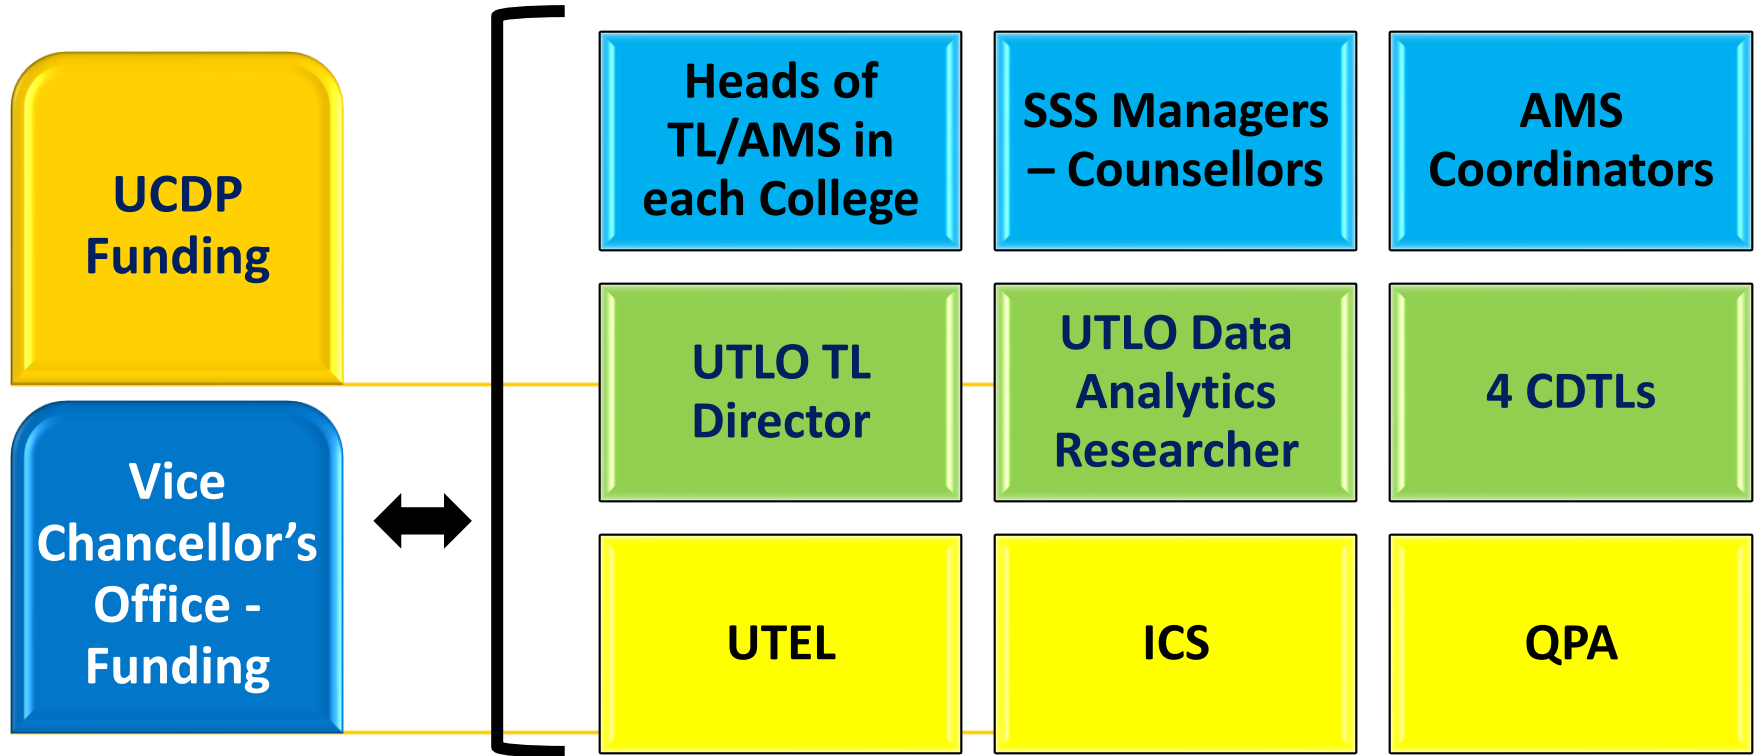 UCDP
Funding
Vice
Chancellor's
Office -
Funding
Heads of
TL/AMS in
each College
SSS Managers
– Counsellors
AMS
Coordinators
UTLO TL
Director
UTLO Data
Analytics
Researcher
4 CDTLs
UTEL
ICS
QPA